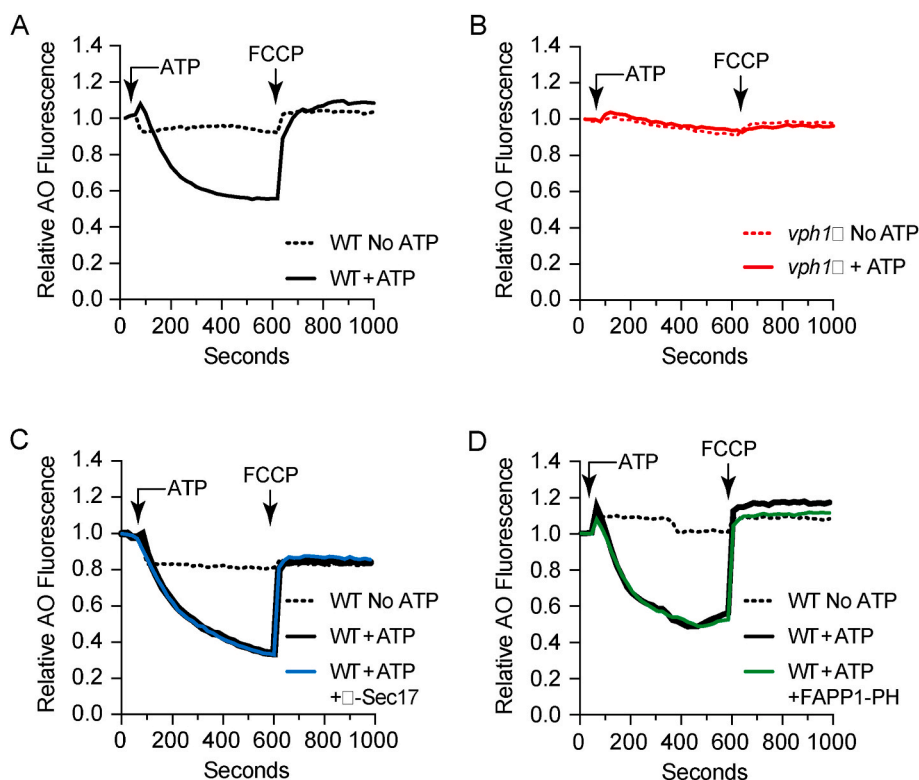 A
1.4
1.2
1.0
0.8
0.6
0.4
0.2
0.0
Relative AO Fluorescence
ATP
FCCP
WT No ATP
WT + ATP
0 200 400 600 800 1000
Seconds
B
1.4
1.2
1.0
0.8
0.6
0.4
0.2
0.0
Relative AO Fluorescence
ATP
FCCP
vph1□ No ATP
vph1□ + ATP
0 200 400 600 800 1000
Seconds
C
1.4
1.2
1.0
0.8
0.6
0.4
0.2
0.0
Relative AO Fluorescence
ATP
FCCP
WT No ATP
WT + ATP
WT + ATP
+□-Sec17
0 200 400 600 800 1000
Seconds
D
1.4
1.2
1.0
0.8
0.6
0.4
0.2
0.0
Relative AO Fluorescence
ATP
FCCP
WT No ATP
WT + ATP
WT + ATP
+FAPP1-PH
0 200 400 600 800 1000
Seconds